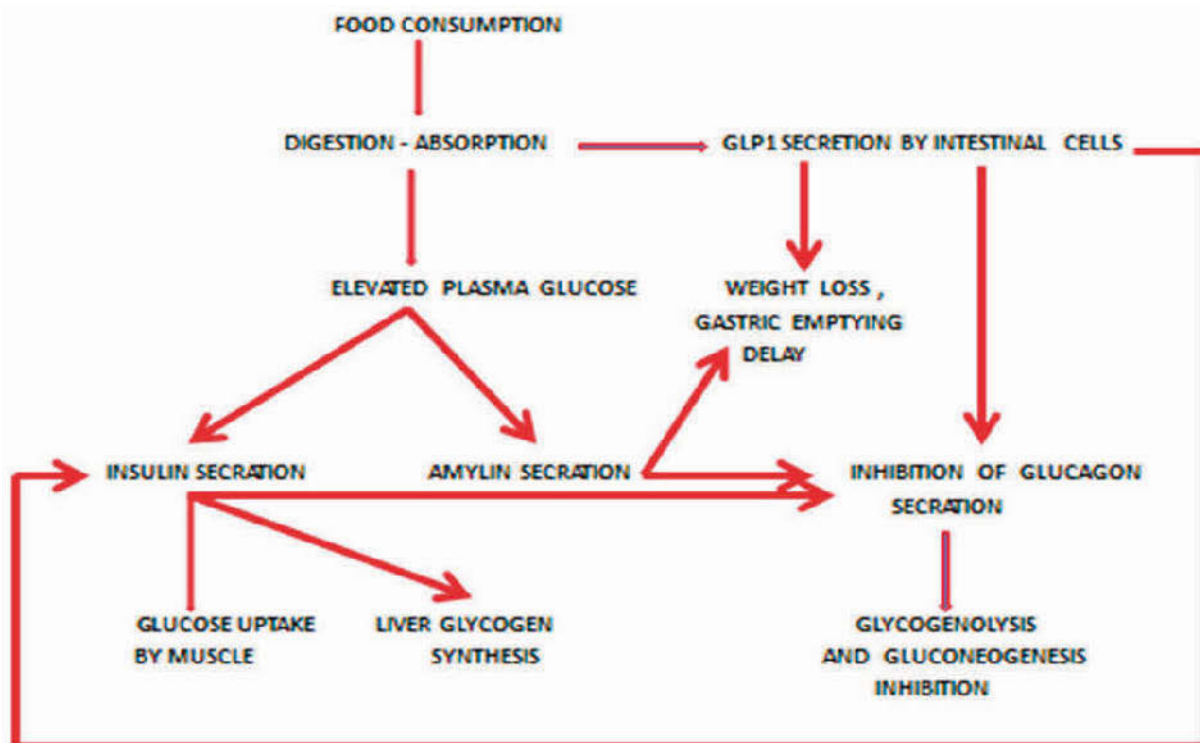 FOOD CONSUMPTION
DIGESTION - ABSORPTION
GLP1 SECRETION BY INTESTINAL CELLS
ELEVATED PLASMA GLUCOSE
WEIGHT LOSS ,
GASTRIC EMPTYING
DELAY
INSULIN SECRATION
AMYLIN SECRATION
INHIBITION OF GLUCAGON
SECRATION
GLUCOSE UPTAKE
BY MUSCLE
LIVER GLYCOGEN
SYNTHESIS
GLYCOGENOLYSIS
AND GLUCONEOGENESIS
INHIBITION